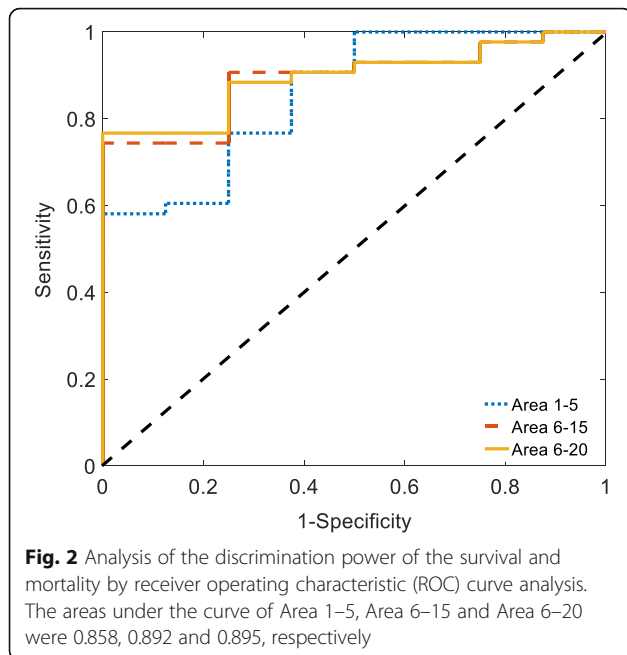 1
0.8
0.6
0.4
0.2
0
Sensitivity
Area 1-5
Area 6-15
Area 6-20
0 0.2 0.4 0.6 0.8 1
1-Specificity
Fig. 2 Analysis of the discrimination power of the survival and
mortality by receiver operating characteristic (ROC) curve analysis.
The areas under the curve of Area 1–5, Area 6–15 and Area 6–20
were 0.858, 0.892 and 0.895, respectively